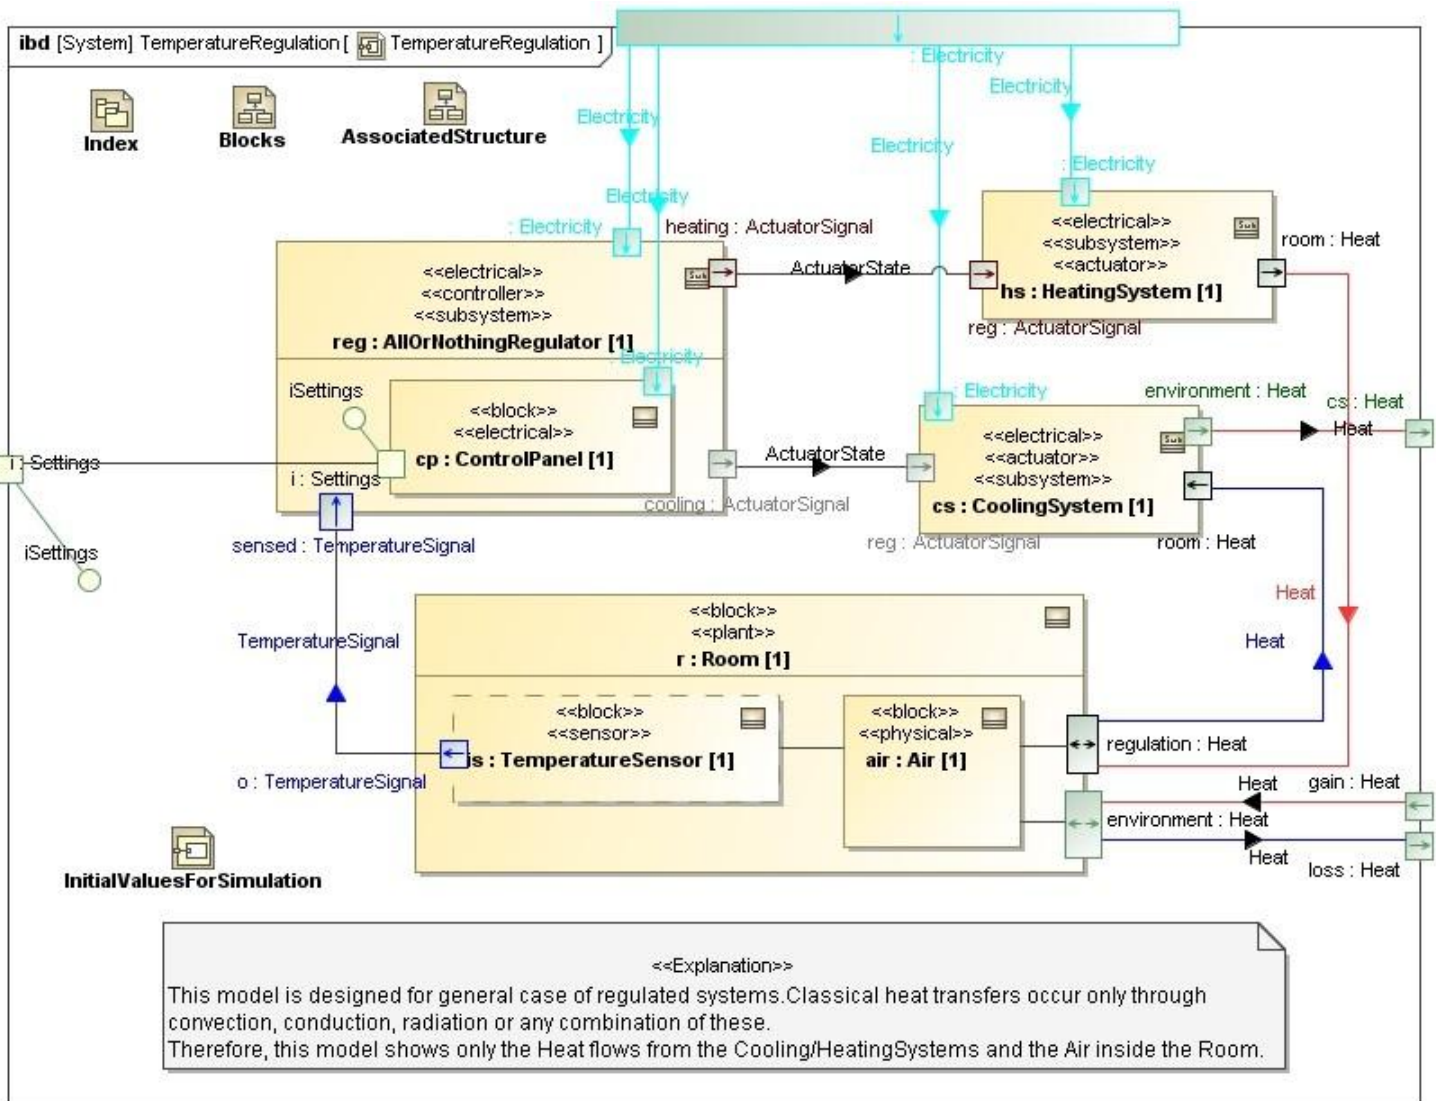 ibd [System] TemperatureRegulation [ TemperatureRegulation ]
: Electricity
Electricity
Electricity
Index
Blocks
AssociatedStructure
Electricity
: Electricity
Electricity
: Electricity
heating : ActuatorSignal
<<electrical>>
<<subsystem>>
<<actuator>>
hs : HeatingSystem [1]
room : Heat
reg : ActuatorSignal
ActuatorState
<<electrical>>
<<controller>>
<<subsystem>>
reg : AllOrNothingRegulator [1]
: Electricity
iSettings
<<block>>
<<electrical>>
cp : ControlPanel [1]
i : Settings
i : Settings
iSettings
ActuatorState
cooling : ActuatorSignal
: Electricity
environment : Heat
cs : Heat
Heat
<<electrical>>
<<actuator>>
<<subsystem>>
cs : CoolingSystem [1]
reg : ActuatorSignal
room : Heat
sensed : TemperatureSignal
Heat
Heat
TemperatureSignal
<<block>>
<<plant>>
r : Room [1]
<<block>>
<<sensor>>
is : TemperatureSensor [1]
<<block>>
<<physical>>
air : Air [1]
regulation : Heat
o : TemperatureSignal
Heat
gain : Heat
environment : Heat
Heat
loss : Heat
InitialValuesForSimulation
<<Explanation>>
This model is designed for general case of regulated systems.Classical heat transfers occur only through
convection, conduction, radiation or any combination of these.
Therefore, this model shows only the Heat flows from the Cooling/HeatingSystems and the Air inside the Room.